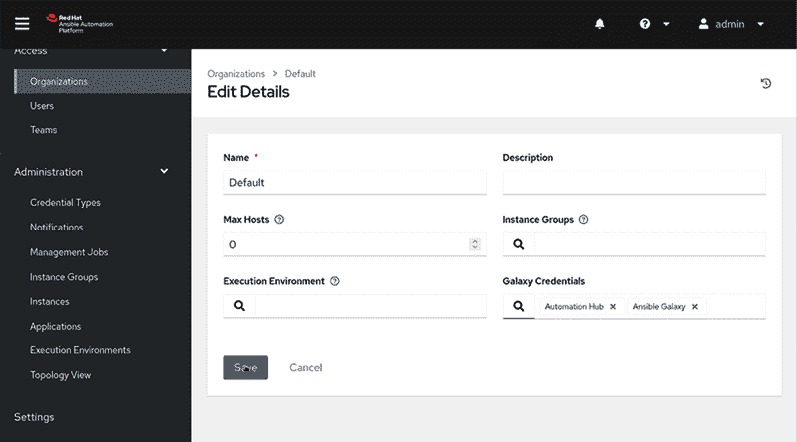 Red Hat
Ansible Automation
Platform
admin
Access
Organizations
Users
Teams
Administration
Credential Types
Notifications
Management Jobs
Instance Groups
Instances
Applications
Execution Environments
Topology View
Settings
Organizations > Default
Edit Details
Name *
Default
Description
Max Hosts
0
Instance Groups
Execution Environment
Galaxy Credentials
Automation Hub
Ansible Galaxy
Save
Cancel